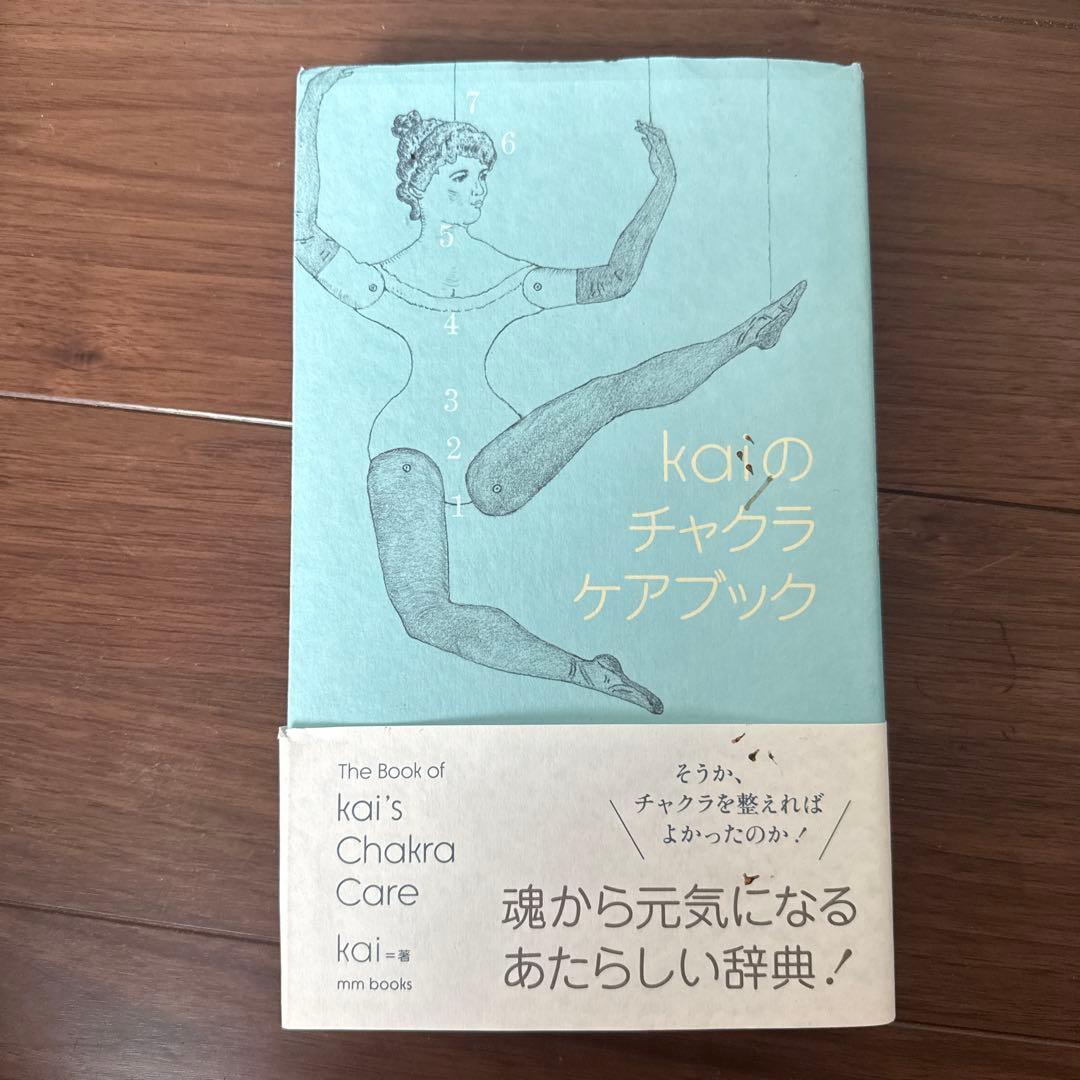 7
6
5
4
3
2
1
kaiの
チャクラ
ケアブック
The Book of
kai's
Chakra
Care
kai=著
mm books
そうか、
チャクラを整えれば
よかったのか!
魂から元気になる
あたらしい辞典!